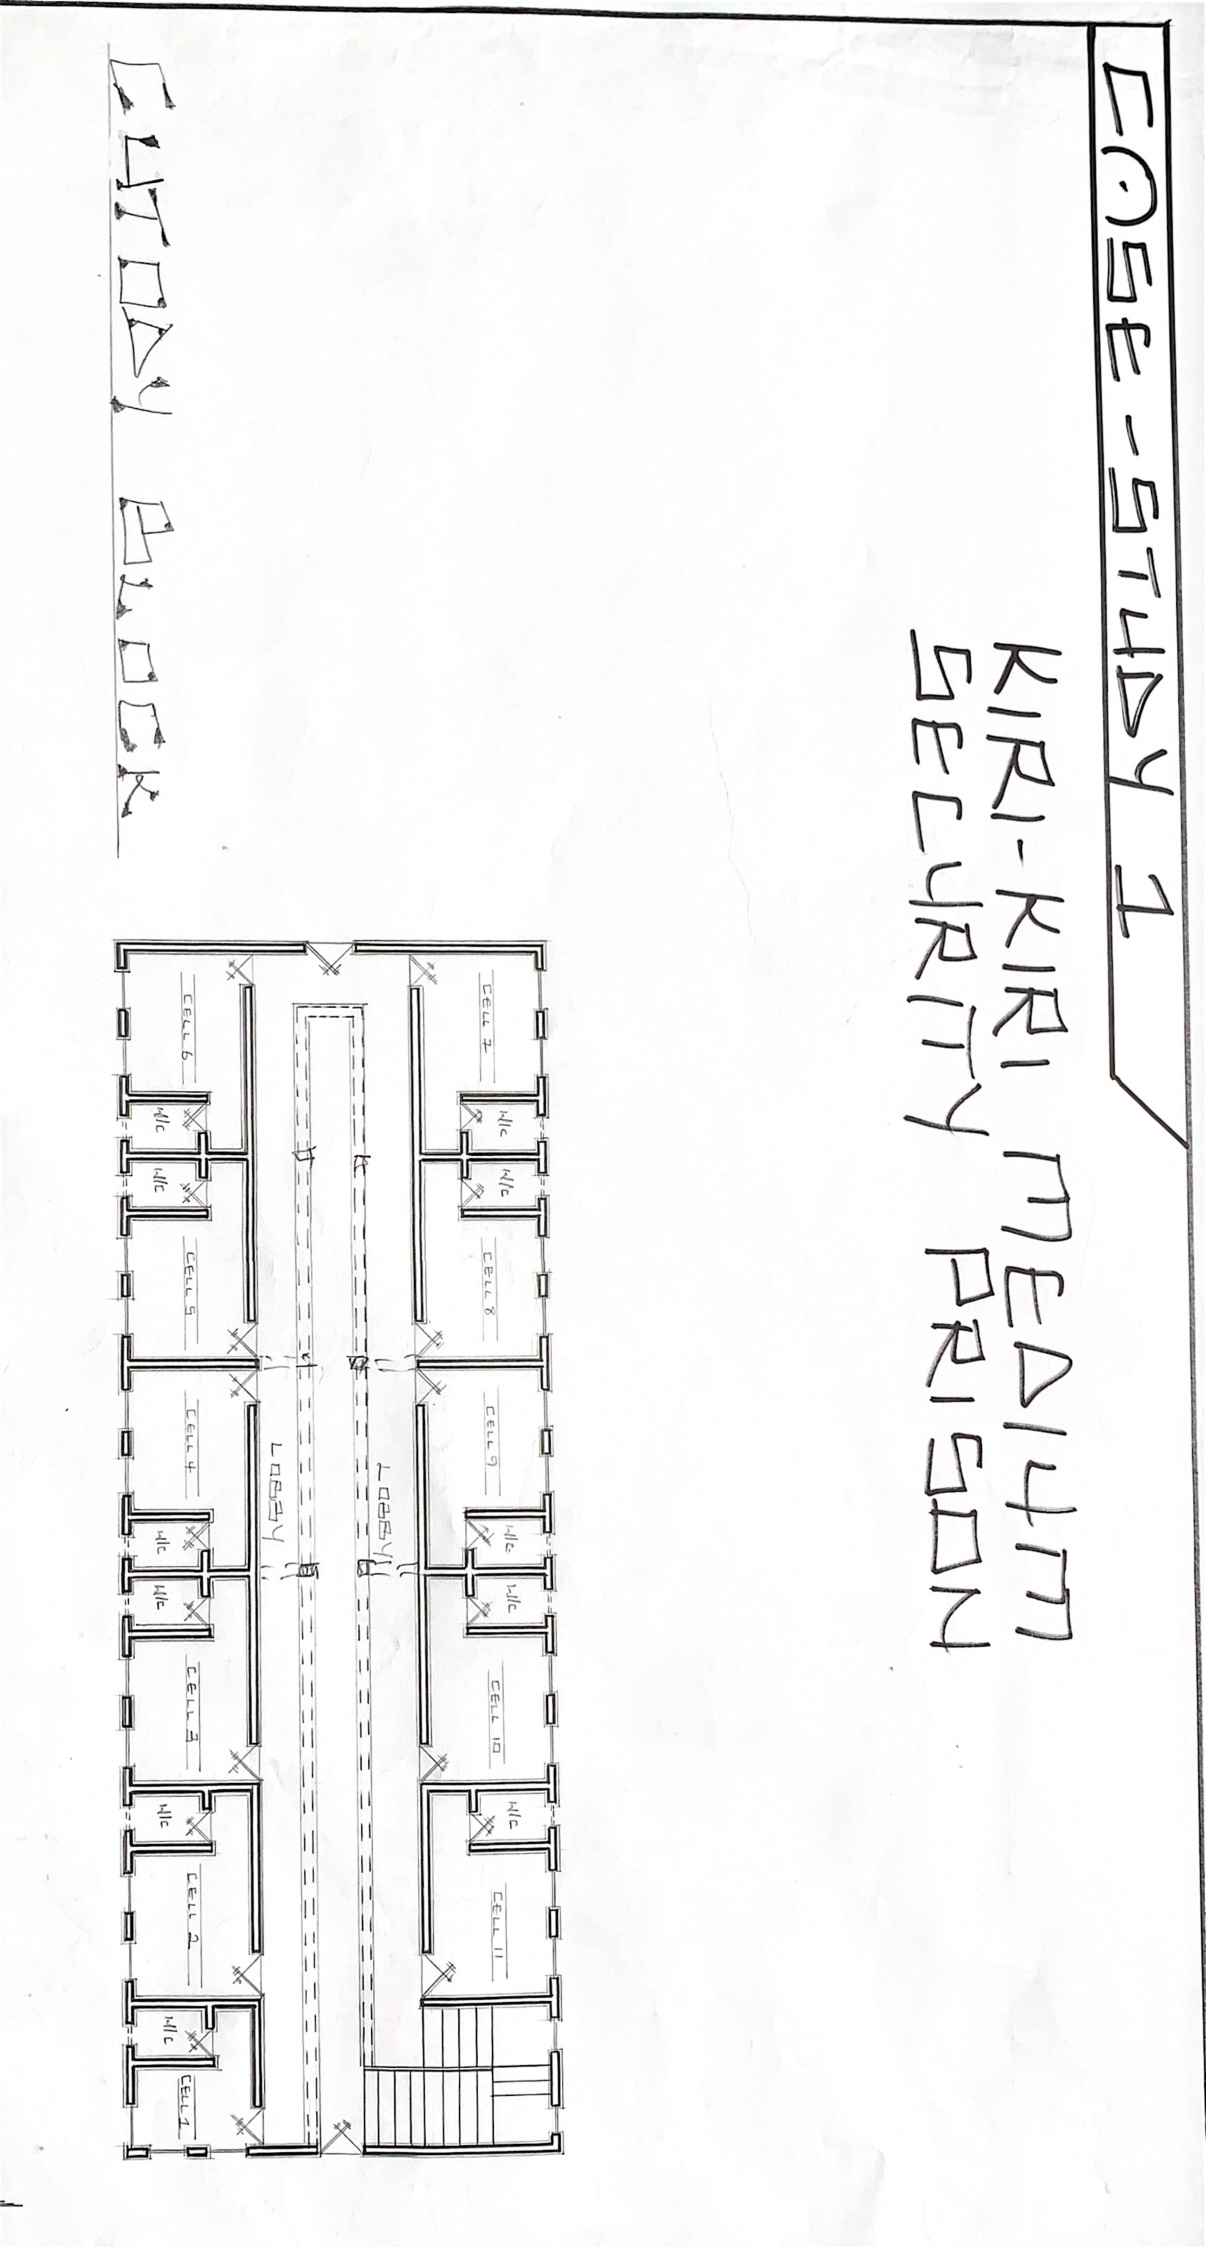 CASE-STUDY 1
KIRI-KIRI MEDIUM
SECURITY PRISON
CELL 7
W/C
W/C
CELL 8
CELL 9
W/C
W/C
CELL 10
W/C
CELL 11
LOBBY
LOBBY
CELL 6
W/C
W/C
CELL 5
CELL 4
W/C
W/C
CELL 3
W/C
CELL 2
W/C
CELL 1
CUTODY BLOCK